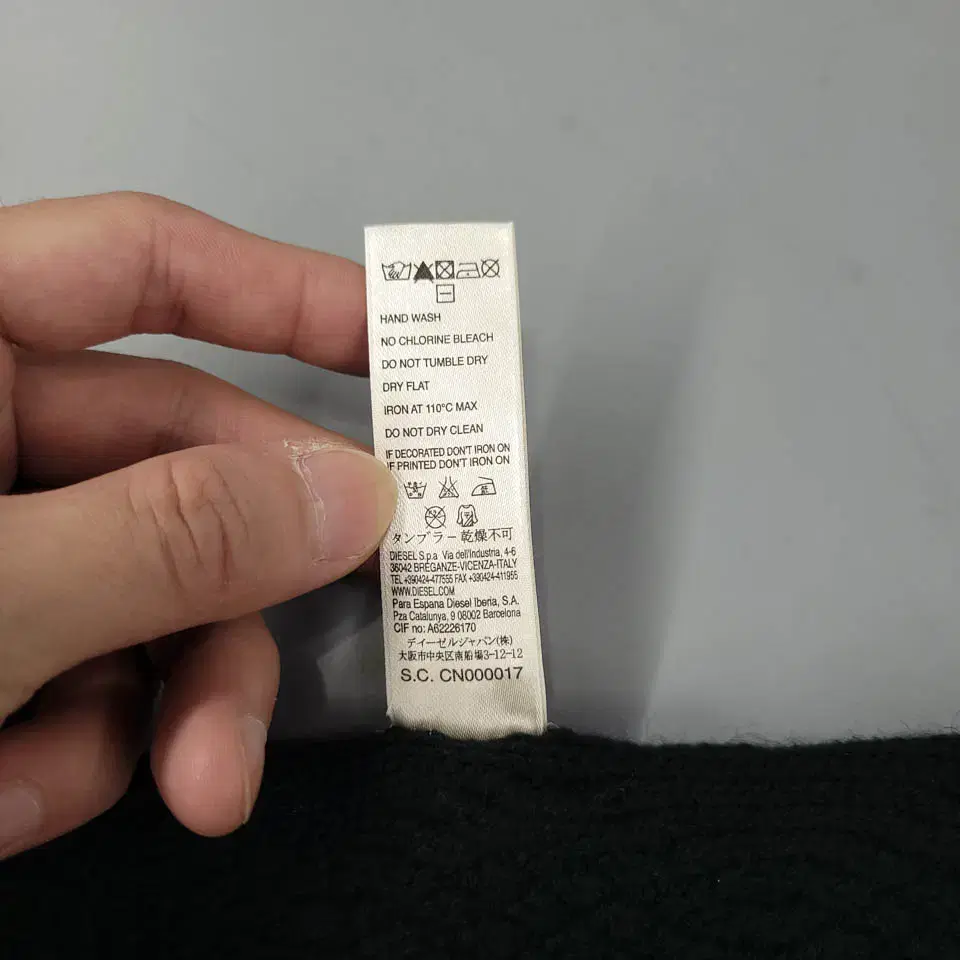 HAND WASH
NO CHLORINE BLEACH
DO NOT TUMBLE DRY
DRY FLAT
IRON AT 110°C MAX
DO NOT DRY CLEAN
IF DECORATED DON'T IRON ON
IF PRINTED DON'T IRON ON
タンブラー乾燥不可
DIESEL S.p.a Via dell'Industria, 4-6
36042 BREGANZE-VICENZA-ITALY
TEL +390424-477555 FAX +390424-411955
WWW.DIESEL.COM
Para Espana Diesel Iberia, S.A.
Pza Catalunya, 9 08002 Barcelona
CIF no: A62226170
デイーゼルジャパン(株)
大阪市中央区南船場3-12-12
S.C. CN000017